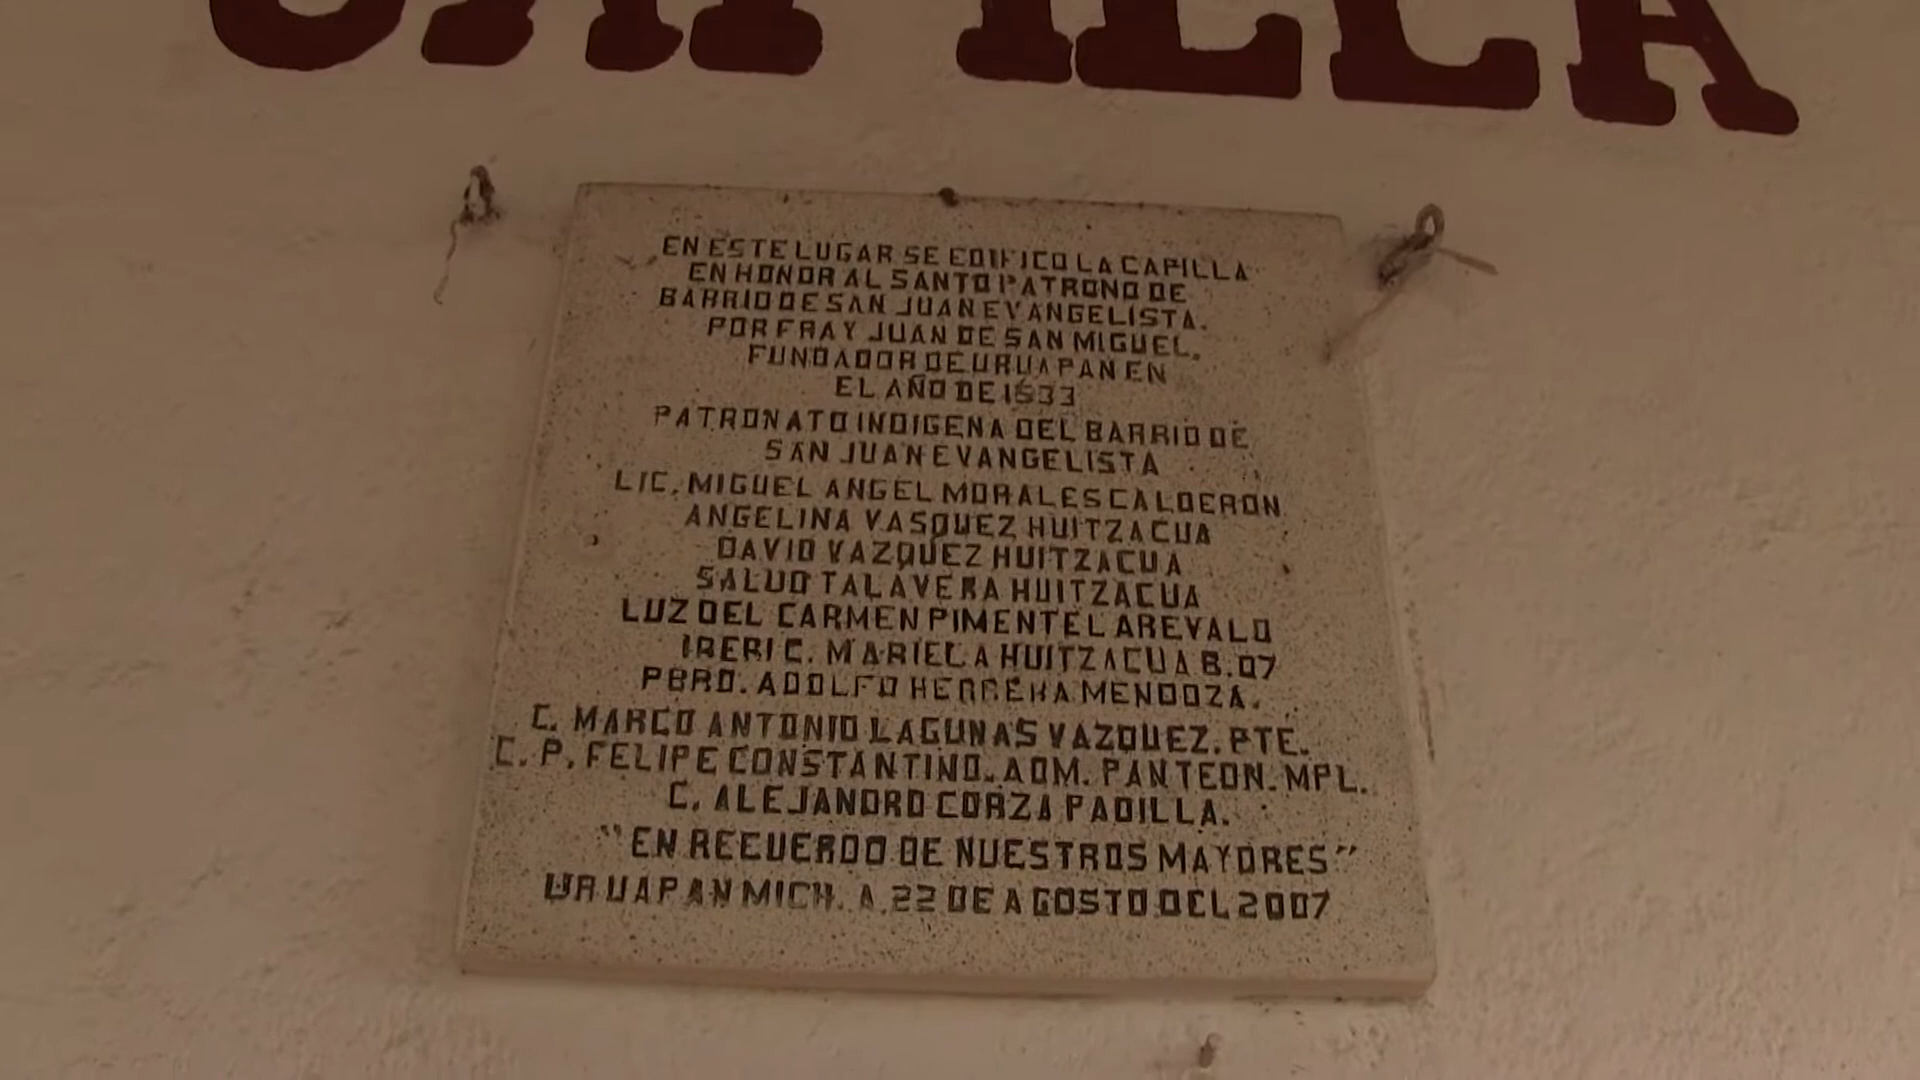 CAPILLA
EN ESTE LUGAR SE EDIFICO LA CAPILLA
EN HONOR AL SANTO PATRONO DE
BARRIO DE SAN JUAN EVANGELISTA.
POR FRAY JUAN DE SAN MIGUEL.
FUNDADOR DE URUAPAN EN
EL AÑO DE 1533
PATRONATO INDIGENA DEL BARRIO DE
SAN JUAN EVANGELISTA
LIC. MIGUEL ANGEL MORALES CALDERON
ANGELINA VASQUEZ HUITZACUA
DAVID VAZQUEZ HUITZACUA
SALUD TALAVERA HUITZACUA
LUZ DEL CARMEN PIMENTEL AREVALO
IRERI C. MARIELA HUITZACUA B. 07
PBRO. ADOLFO HERRERA MENDOZA.
C. MARCO ANTONIO LAGUNAS VAZQUEZ. PTE.
C. P. FELIPE CONSTANTINO. ADM. PANTEON. MPL.
C. ALEJANDRO CORZA PADILLA.
"EN RECUERDO DE NUESTROS MAYORES"
URUAPAN MICH. A 22 DE AGOSTO DEL 2007